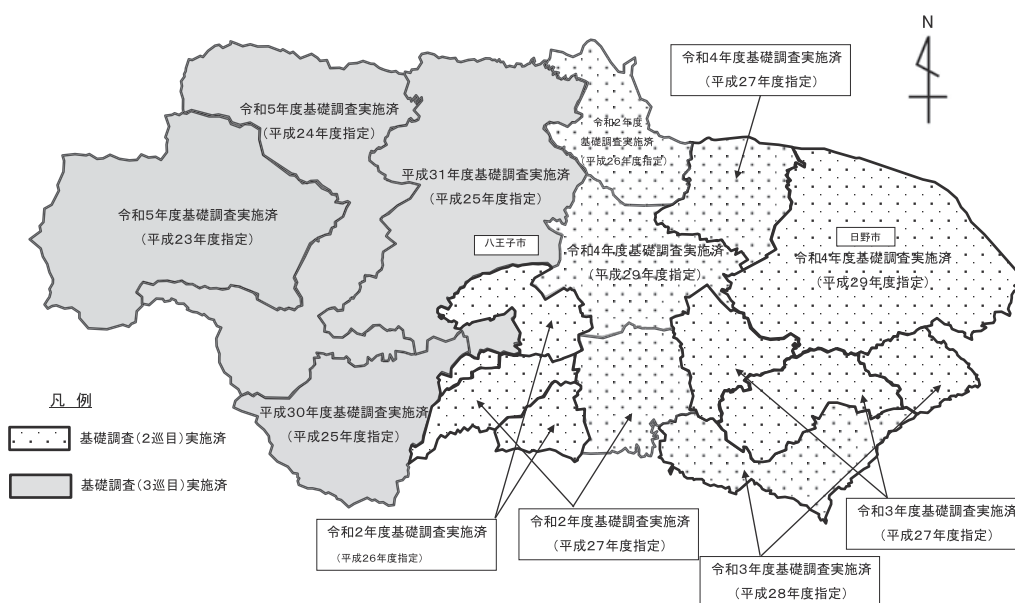 N
令和4年度基礎調査実施済
(平成27年度指定)
令和5年度基礎調査実施済
(平成24年度指定)
令和2年度
基礎調査実施済
(平成26年度指定)
平成31年度基礎調査実施済
(平成25年度指定)
令和5年度基礎調査実施済
(平成23年度指定)
八王子市
日野市
令和4年度基礎調査実施済
(平成29年度指定)
令和4年度基礎調査実施済
(平成29年度指定)
凡 例
基礎調査(2巡目)実施済
基礎調査(3巡目)実施済
平成30年度基礎調査実施済
(平成25年度指定)
令和2年度基礎調査実施済
(平成26年度指定)
令和2年度基礎調査実施済
(平成27年度指定)
令和3年度基礎調査実施済
(平成27年度指定)
令和3年度基礎調査実施済
(平成28年度指定)